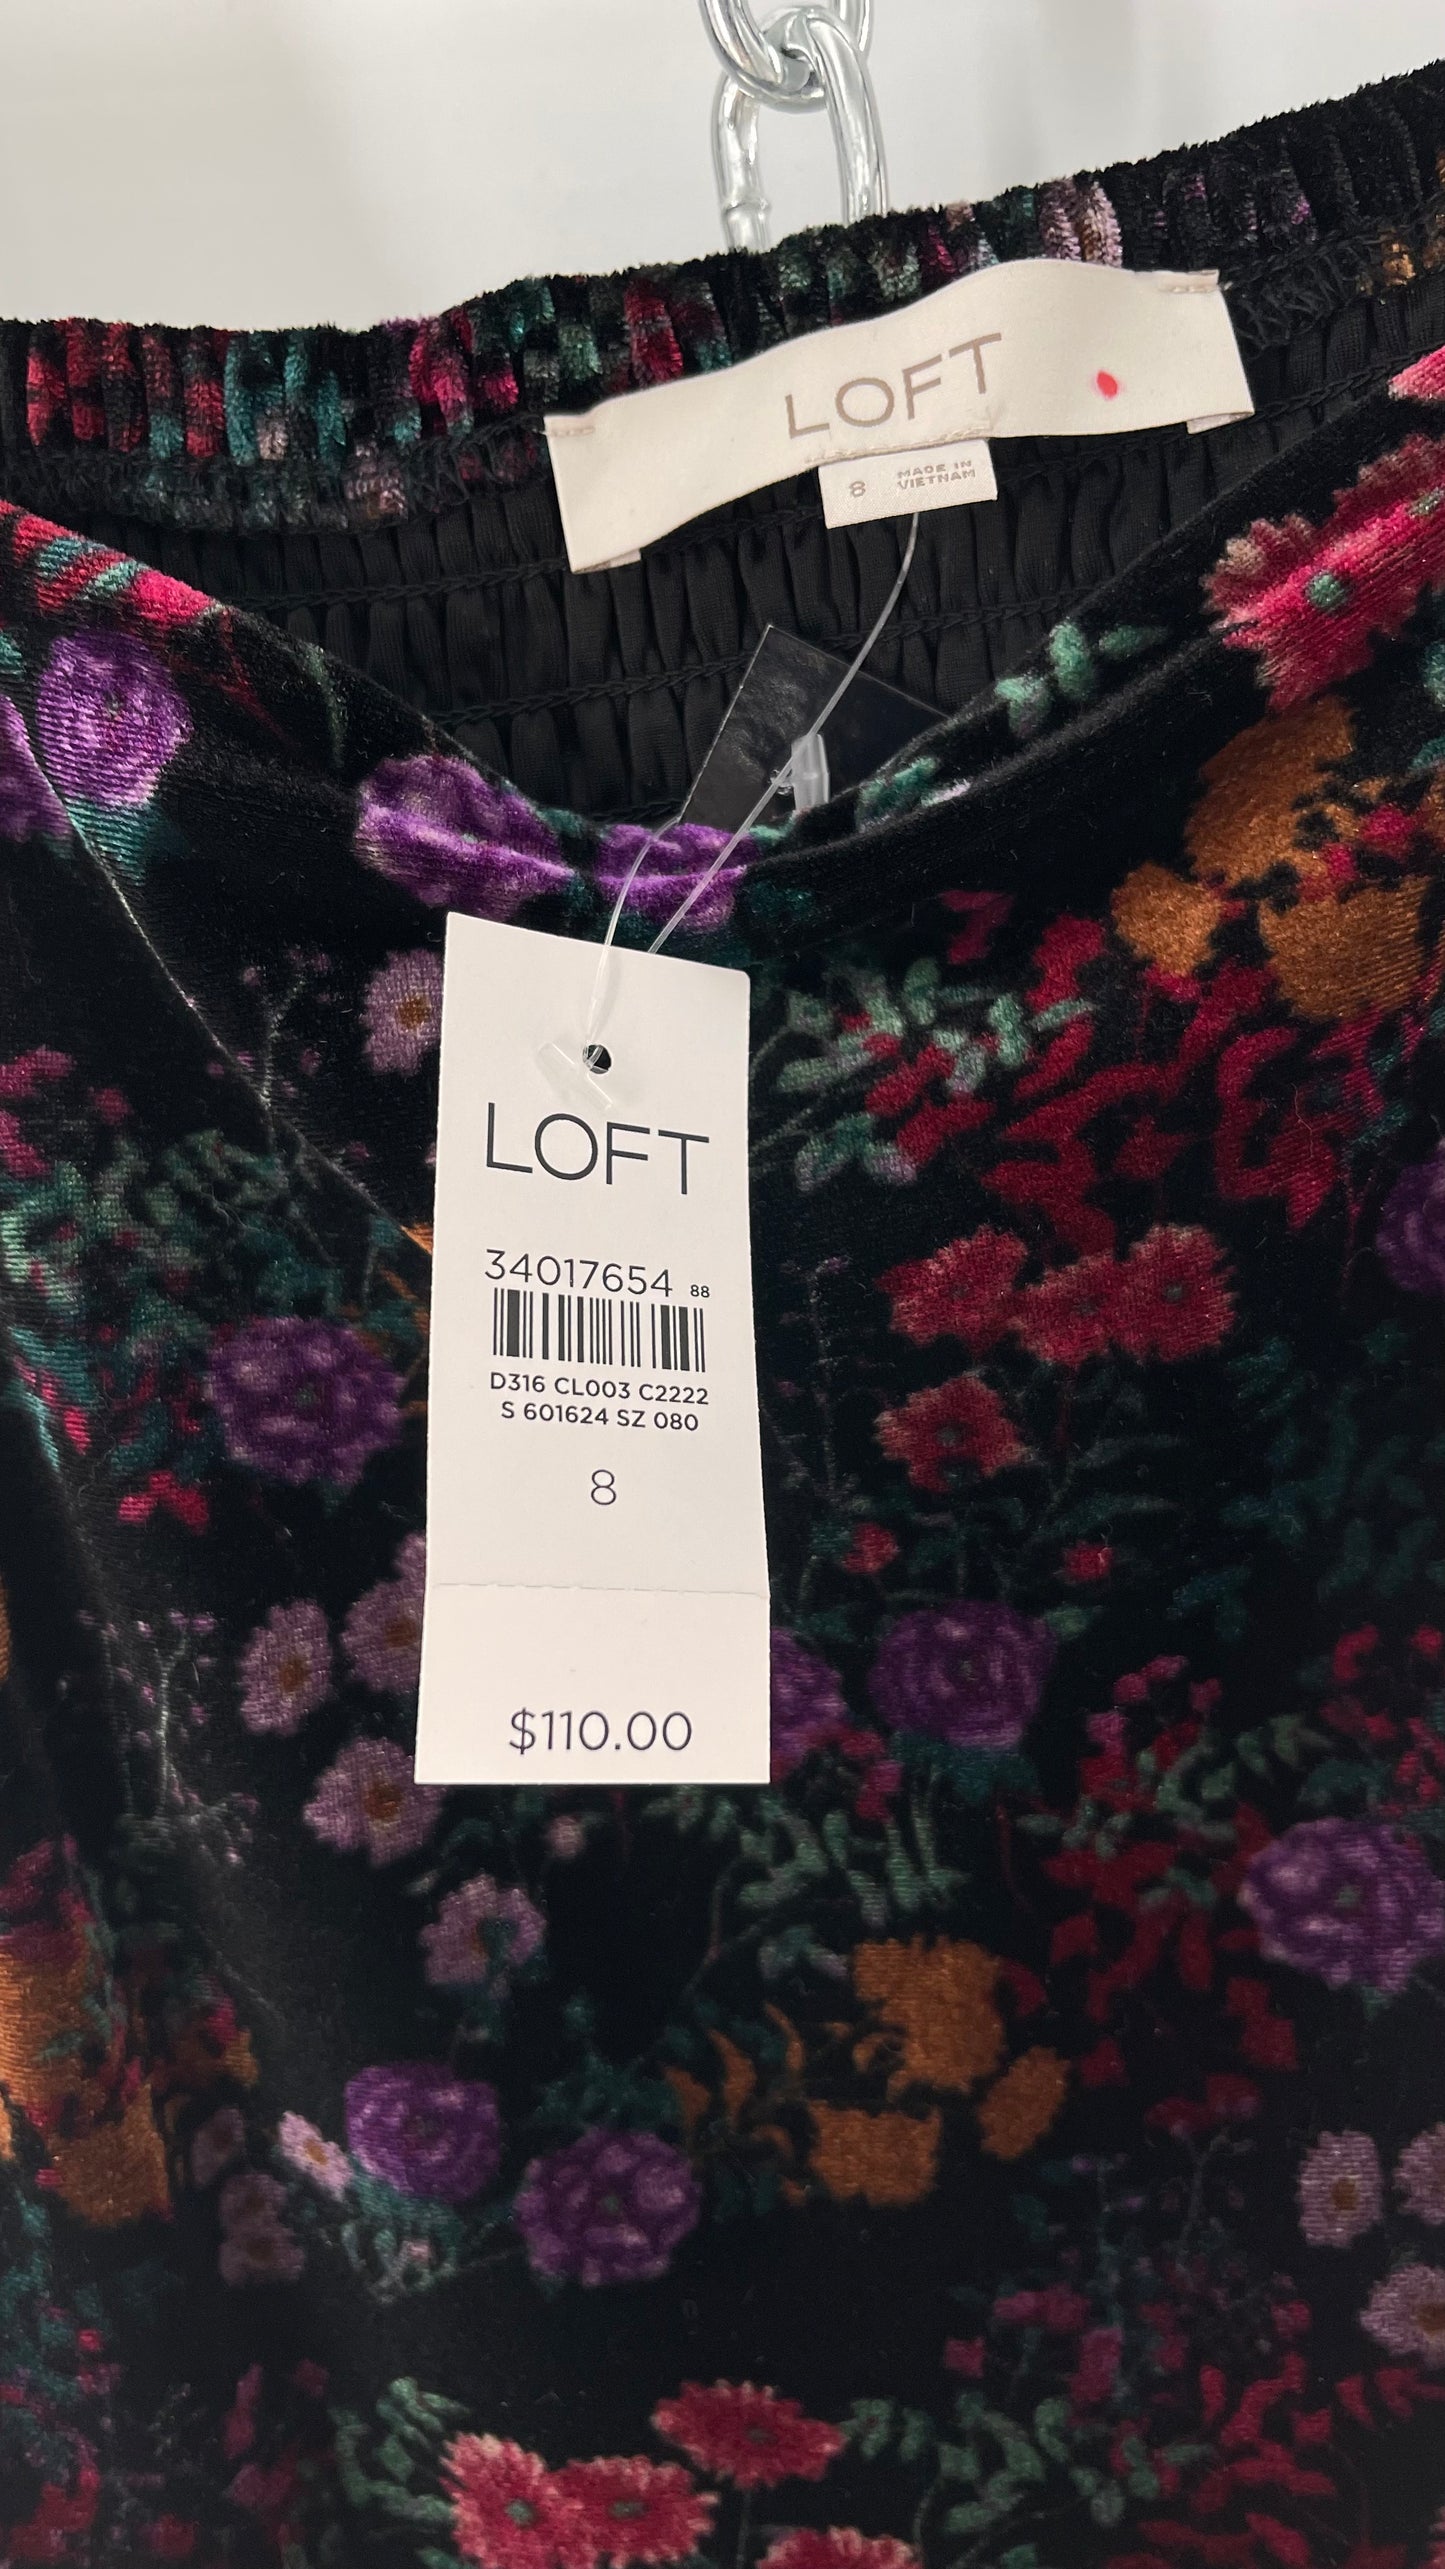 LOFT
8 MADE IN
VIETNAM
LOFT
34017654 88
D316 CL003 C2222
S 601624 SZ 080
8
$110.00